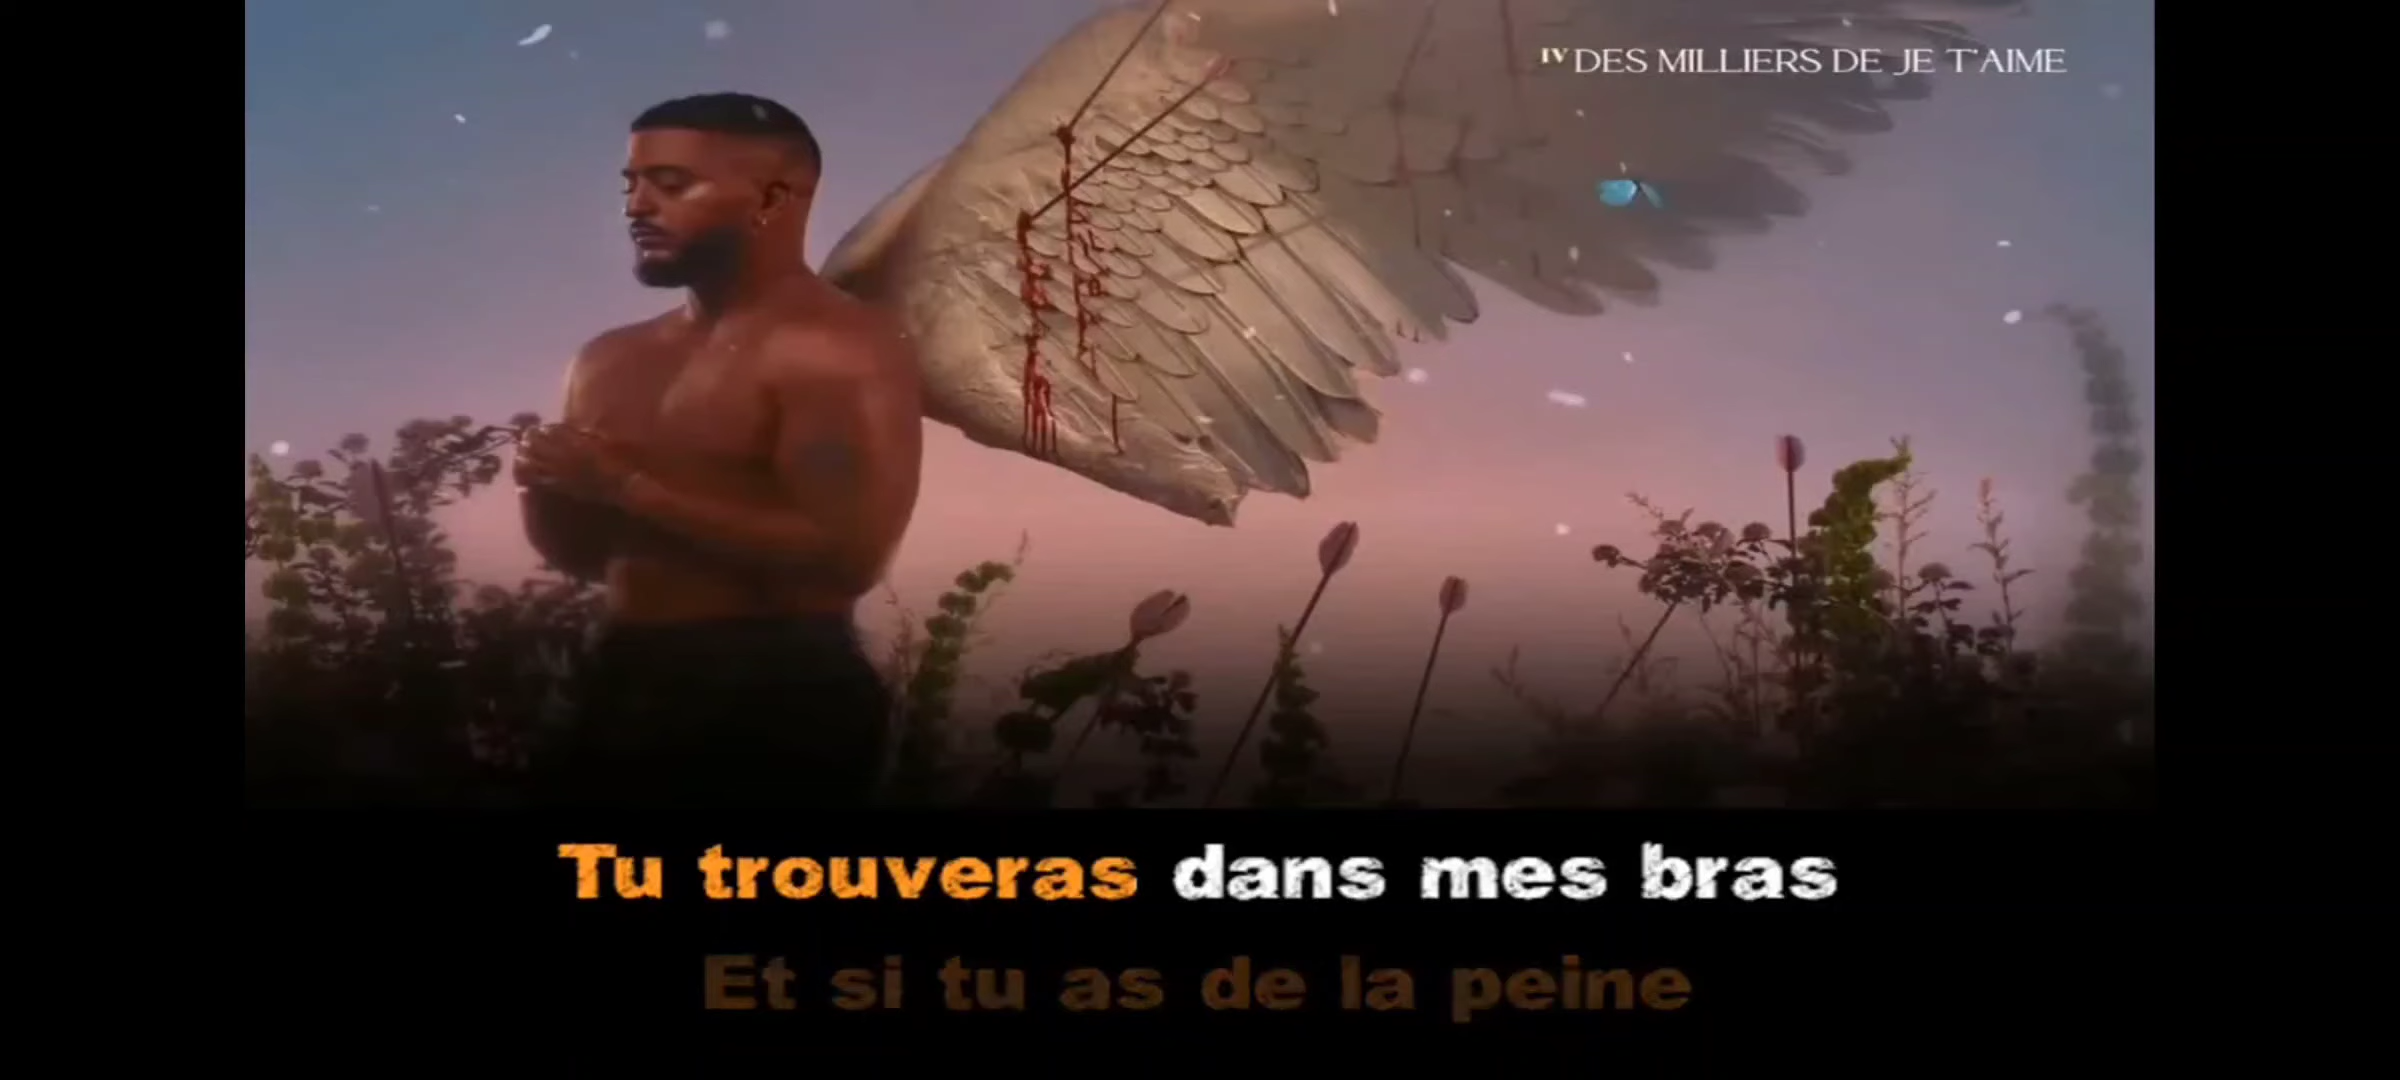 IV DES MILLIERS DE JE T'AIME
Tu trouveras dans mes bras
Et si tu as de la peine